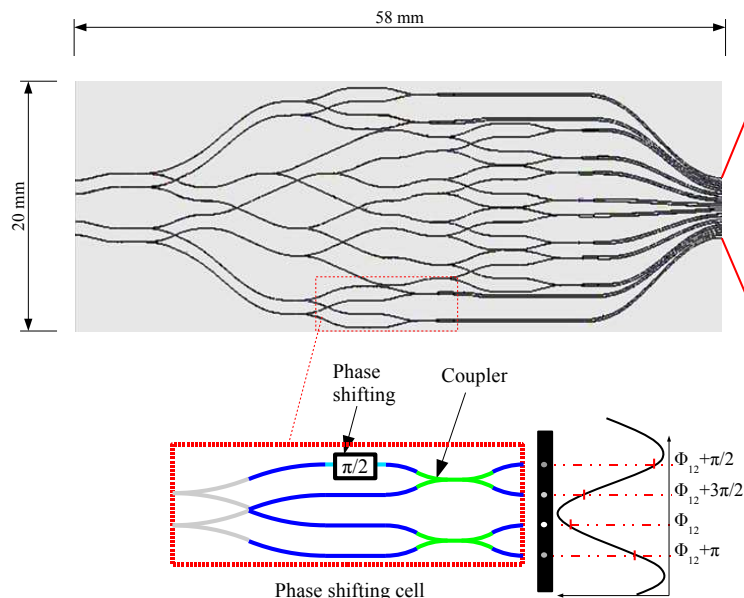 58 mm
20 mm
Phase
shifting
Coupler
π/2
Φ12+π/2
Φ12+3π/2
Φ12
Φ12+π
Phase shifting cell